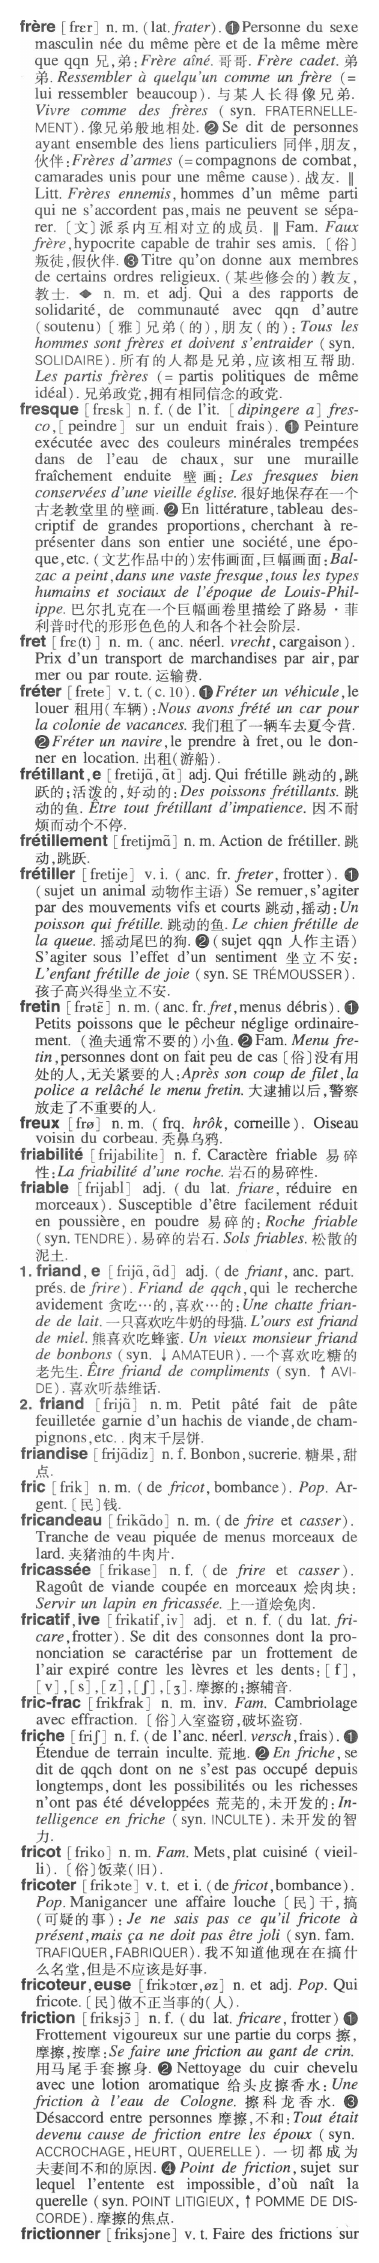 frère [frɛr] n. m. (lat. frater). ❶ Personne du sexe
masculin née du même père et de la même mère
que qqn 兄,弟: Frère aîné. 哥哥. Frère cadet. 弟
弟. Ressembler à quelqu'un comme un frère (=
lui ressembler beaucoup). 与某人长得像兄弟.
Vivre comme des frères (syn. FRATERNELLE-
MENT). 像兄弟般地相处. ❷ Se dit de personnes
ayant ensemble des liens particuliers 同伴,朋友,
伙伴: Frères d'armes (= compagnons de combat,
camarades unis pour une même cause). 战友. ‖
Litt. Frères ennemis, hommes d'un même parti
qui ne s'accordent pas, mais ne peuvent se sépa-
rer. 〔文〕派系内互相对立的成员. ‖ Fam. Faux
frère, hypocrite capable de trahir ses amis. 〔俗〕
叛徒,假伙伴. ❸ Titre qu'on donne aux membres
de certains ordres religieux. (某些修会的)教友,
教士. ◆ n. m. et adj. Qui a des rapports de
solidarité, de communauté avec qqn d'autre
(soutenu) 〔雅〕兄弟(的),朋友(的): Tous les
hommes sont frères et doivent s'entraider (syn.
SOLIDAIRE). 所有的人都是兄弟,应该相互帮助.
Les partis frères (= partis politiques de même
idéal). 兄弟政党,拥有相同信念的政党.
fresque [frɛsk] n. f. (de l'it. [dipingere a] fres-
co, [peindre] sur un enduit frais). ❶ Peinture
exécutée avec des couleurs minérales trempées
dans de l'eau de chaux, sur une muraille
fraîchement enduite 壁画: Les fresques bien
conservées d'une vieille église. 很好地保存在一个
古老教堂里的壁画. ❷ En littérature, tableau des-
criptif de grandes proportions, cherchant à re-
présenter dans son entier une société, une épo-
que, etc. (文艺作品中的)宏伟画面,巨幅画面: Bal-
zac a peint, dans une vaste fresque, tous les types
humains et sociaux de l'époque de Louis-Phil-
ippe. 巴尔扎克在一个巨幅画卷里描绘了路易·菲
利普时代的形形色色的人和各个社会阶层.
fret [frɛ(t)] n. m. (anc. néerl. vrecht, cargaison).
Prix d'un transport de marchandises par air, par
mer ou par route. 运输费.
fréter [frete] v. t. (c. 10). ❶ Fréter un véhicule, le
louer 租用(车辆): Nous avons frété un car pour
la colonie de vacances. 我们租了一辆车去夏令营.
❷ Fréter un navire, le prendre à fret, ou le don-
ner en location. 出租(游船).
frétillant, e [fretijɑ̃, ɑ̃t] adj. Qui frétille 跳动的,跳
跃的;活泼的,好动的: Des poissons frétillants. 跳
动的鱼. Être tout frétillant d'impatience. 因不耐
烦而动个不停.
frétillement [fretijmɑ̃] n. m. Action de frétiller. 跳
动,跳跃.
frétiller [fretije] v. i. (anc. fr. freter, frotter). ❶
(sujet un animal 动物作主语) Se remuer, s'agiter
par des mouvements vifs et courts 跳动,摇动: Un
poisson qui frétille. 跳动的鱼. Le chien frétille de
la queue. 摇动尾巴的狗. ❷ (sujet qqn 人作主语)
S'agiter sous l'effet d'un sentiment 坐立不安:
L'enfant frétille de joie (syn. SE TRÉMOUSSER).
孩子高兴得坐立不安.
fretin [frətɛ̃] n. m. (anc. fr. fret, menus débris). ❶
Petits poissons que le pêcheur néglige ordinaire-
ment. (渔夫通常不要的)小鱼. ❷ Fam. Menu fre-
tin, personnes dont on fait peu de cas 〔俗〕没有用
处的人,无关紧要的人: Après son coup de filet, la
police a relâché le menu fretin. 大逮捕以后,警察
放走了不重要的人.
freux [frø] n. m. (frq. hrôk, corneille). Oiseau
voisin du corbeau. 秃鼻乌鸦.
friabilité [frijabilite] n. f. Caractère friable 易碎
性: La friabilité d'une roche. 岩石的易碎性.
friable [frijabl] adj. (du lat. friare, réduire en
morceaux). Susceptible d'être facilement réduit
en poussière, en poudre 易碎的: Roche friable
(syn. TENDRE). 易碎的岩石. Sols friables. 松散的
泥土.
1. friand, e [frijɑ̃, ɑ̃d] adj. (de friant, anc. part.
prés. de frire). Friand de qqch, qui le recherche
avidement 贪吃…的,喜欢…的: Une chatte frian-
de de lait. 一只喜欢吃牛奶的母猫. L'ours est friand
de miel. 熊喜欢吃蜂蜜. Un vieux monsieur friand
de bonbons (syn. ↓ AMATEUR). 一个喜欢吃糖的
老先生. Être friand de compliments (syn. ↑ AVI-
DE). 喜欢听恭维话.
2. friand [frijɑ̃] n. m. Petit pâté fait de pâte
feuilletée garnie d'un hachis de viande, de cham-
pignons, etc.. 肉末千层饼.
friandise [frijɑ̃diz] n. f. Bonbon, sucrerie. 糖果,甜
点.
fric [frik] n. m. (de fricot, bombance). Pop. Ar-
gent. 〔民〕钱.
fricandeau [frikɑ̃do] n. m. (de frire et casser).
Tranche de veau piquée de menus morceaux de
lard. 夹猪油的牛肉片.
fricassée [frikase] n. f. (de frire et casser).
Ragoût de viande coupée en morceaux 烩肉块:
Servir un lapin en fricassée. 上一道烩兔肉.
fricatif, ive [frikatif, iv] adj. et n. f. (du lat. fri-
care, frotter). Se dit des consonnes dont la pro-
nonciation se caractérise par un frottement de
l'air expiré contre les lèvres et les dents: [f],
[v], [s], [z], [ʃ], [ʒ]. 摩擦的;擦辅音.
fric-frac [frikfrak] n. m. inv. Fam. Cambriolage
avec effraction. 〔俗〕入室盗窃,破坏盗窃.
friche [friʃ] n. f. (de l'anc. néerl. versch, frais). ❶
Étendue de terrain inculte. 荒地. ❷ En friche, se
dit de qqch dont on ne s'est pas occupé depuis
longtemps, dont les possibilités ou les richesses
n'ont pas été développées 荒芜的,未开发的: In-
telligence en friche (syn. INCULTE). 未开发的智
力.
fricot [friko] n. m. Fam. Mets, plat cuisiné (vieil-
li). 〔俗〕饭菜(旧).
fricoter [frikɔte] v. t. et i. (de fricot, bombance).
Pop. Manigancer une affaire louche 〔民〕干,搞
(可疑的事): Je ne sais pas ce qu'il fricote à
présent, mais ça ne doit pas être joli (syn. fam.
TRAFIQUER, FABRIQUER). 我不知道他现在在搞什
么名堂,但是不应该是好事.
fricoteur, euse [frikɔtœr, øz] n. et adj. Pop. Qui
fricote. 〔民〕做不正当事的(人).
friction [friksjɔ̃] n. f. (du lat. fricare, frotter) ❶
Frottement vigoureux sur une partie du corps 擦,
摩擦,按摩: Se faire une friction au gant de crin.
用马尾手套擦身. ❷ Nettoyage du cuir chevelu
avec une lotion aromatique 给头皮擦香水: Une
friction à l'eau de Cologne. 擦科龙香水. ❸
Désaccord entre personnes 摩擦,不和: Tout était
devenu cause de friction entre les époux (syn.
ACCROCHAGE, HEURT, QUERELLE). 一切都成为
夫妻间不和的原因. ❹ Point de friction, sujet sur
lequel l'entente est impossible, d'où naît la
querelle (syn. POINT LITIGIEUX, ↑ POMME DE DIS-
CORDE). 摩擦的焦点.
frictionner [friksjɔne] v. t. Faire des frictions sur